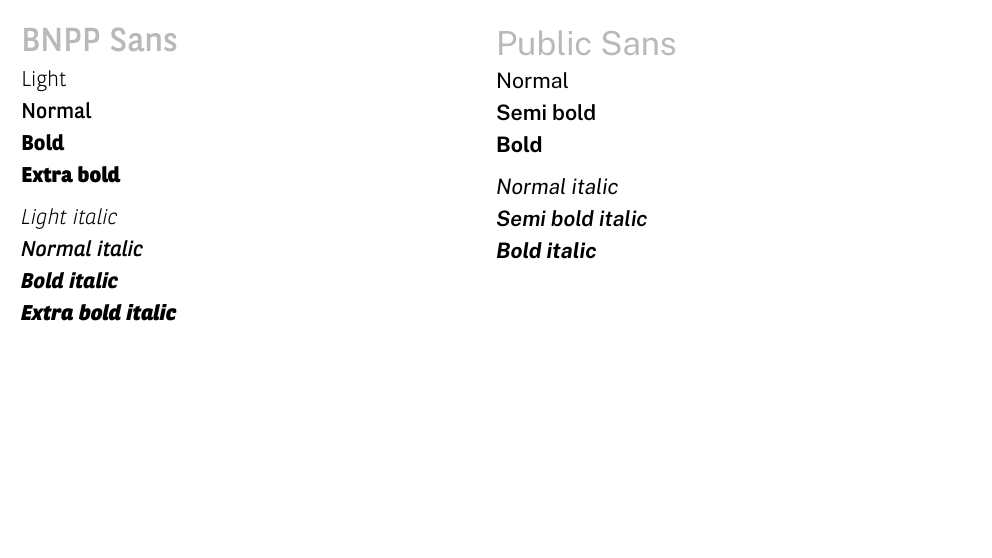 BNPP Sans
Light
Normal
Bold
Extra bold
Light italic
Normal italic
Bold italic
Extra bold italic
Public Sans
Normal
Semi bold
Bold
Normal italic
Semi bold italic
Bold italic